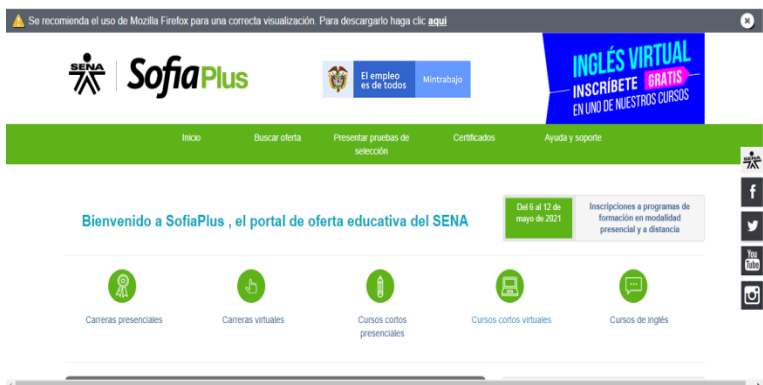 Se recomienda el uso de Mozilla Firefox para una correcta visualización. Para descargarlo haga clic aquí
SENA
SofiaPlus
El empleo
es de todos
Mintrabajo
INGLÉS VIRTUAL
INSCRÍBETE GRATIS
EN UNO DE NUESTROS CURSOS
Inicio
Buscar oferta
Presentar pruebas de
selección
Certificados
Ayuda y soporte
SENA
Bienvenido a SofiaPlus , el portal de oferta educativa del SENA
Del 6 al 12 de
mayo de 2021
Inscripciones a programas de
formación en modalidad
presencial y a distancia
You
Tube
Carreras presenciales
Carreras virtuales
Cursos cortos
presenciales
Cursos cortos virtuales
Cursos de inglés